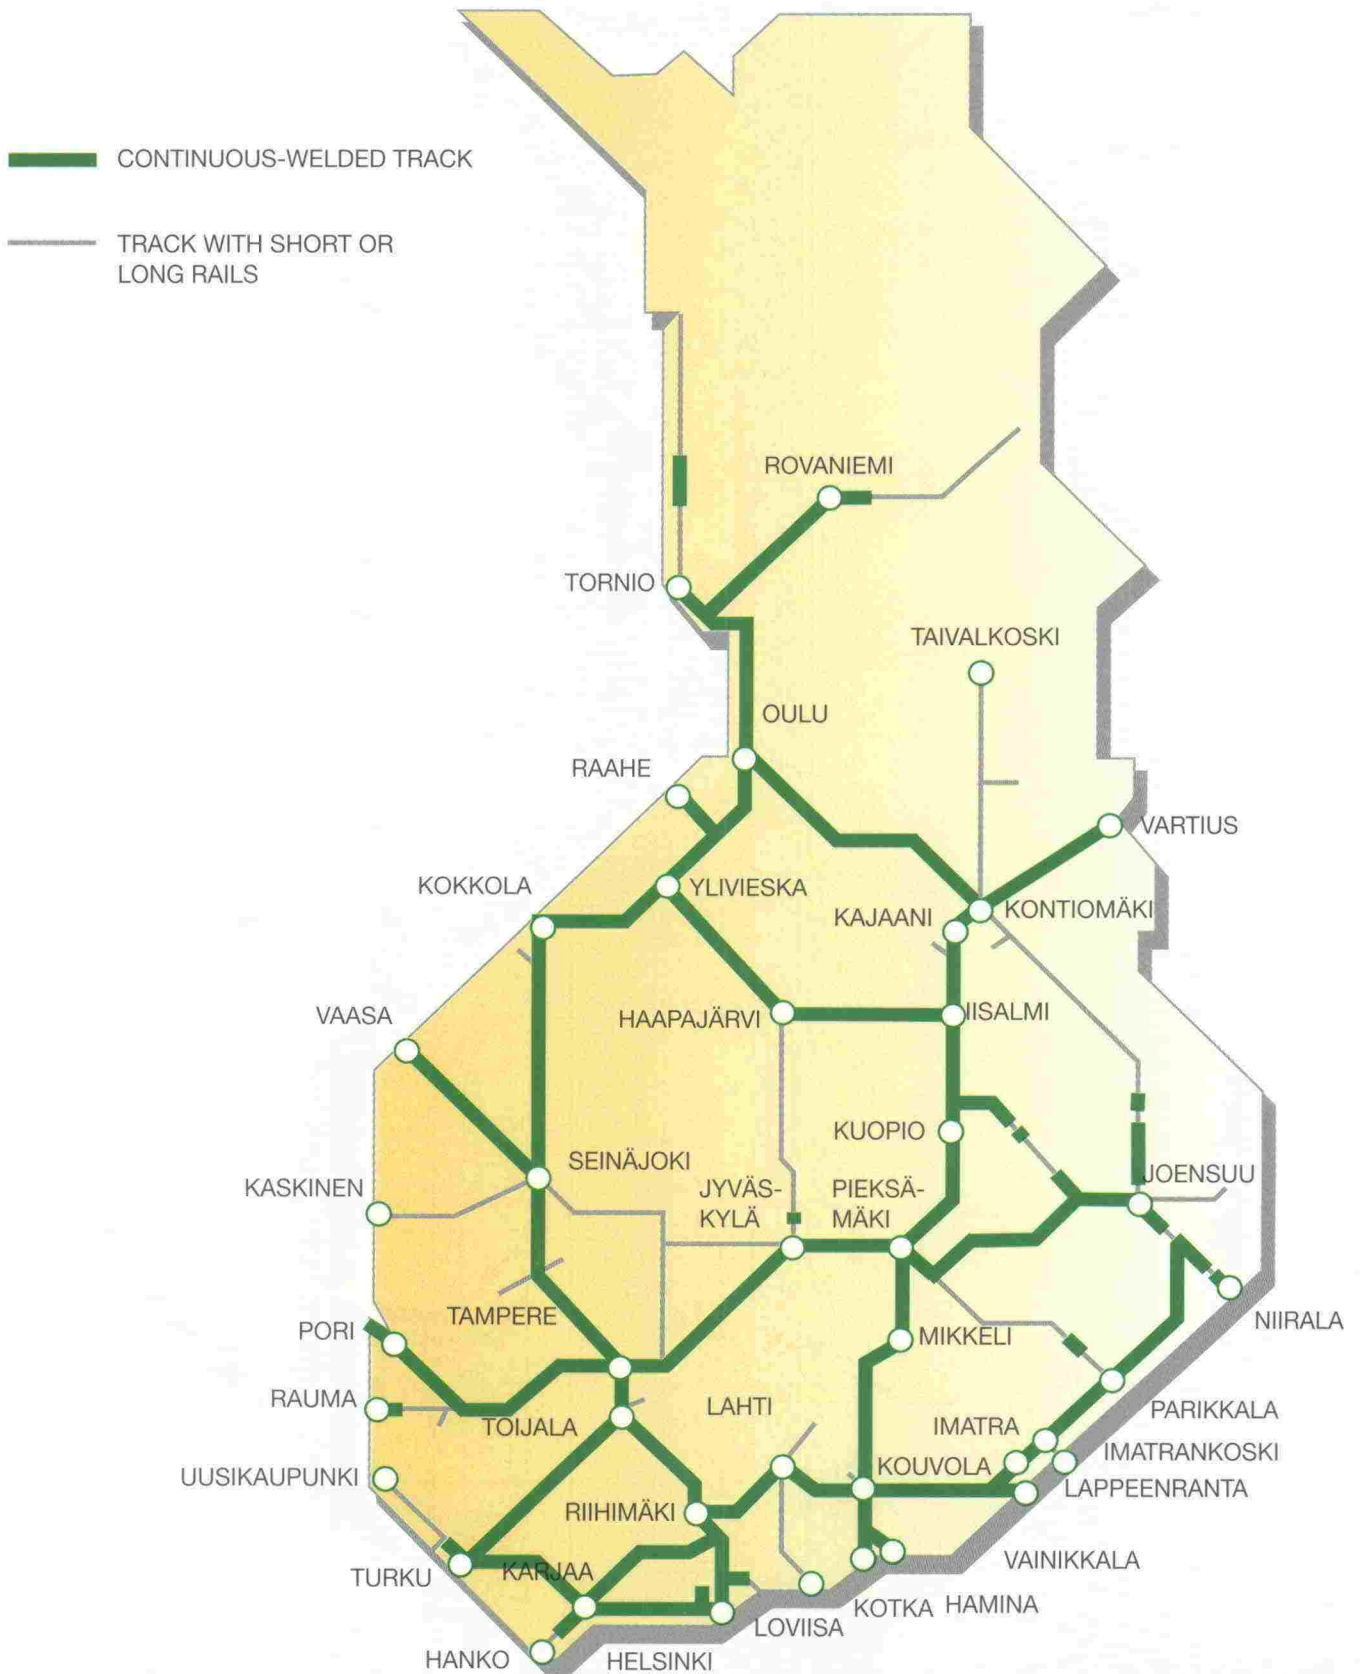 CONTINUOUS-WELDED TRACK
TRACK WITH SHORT OR
LONG RAILS
ROVANIEMI
TORNIO
TAIVALKOSKI
OULU
RAAHE
VARTIUS
KOKKOLA
YLIVIESKA
KAJAANI
KONTIOMÄKI
VAASA
HAAPAJÄRVI
IISALMI
KUOPIO
SEINÄJOKI
JOENSUU
KASKINEN
JYVÄS-
KYLÄ
PIEKSÄ-
MÄKI
TAMPERE
NIIRALA
PORI
MIKKELI
RAUMA
LAHTI
PARIKKALA
TOIJALA
IMATRA
IMATRANKOSKI
UUSIKAUPUNKI
KOUVOLA
LAPPEENRANTA
RIIHIMÄKI
VAINIKKALA
TURKU
KARJAA
HAMINA
KOTKA
LOVIISA
HANKO
HELSINKI